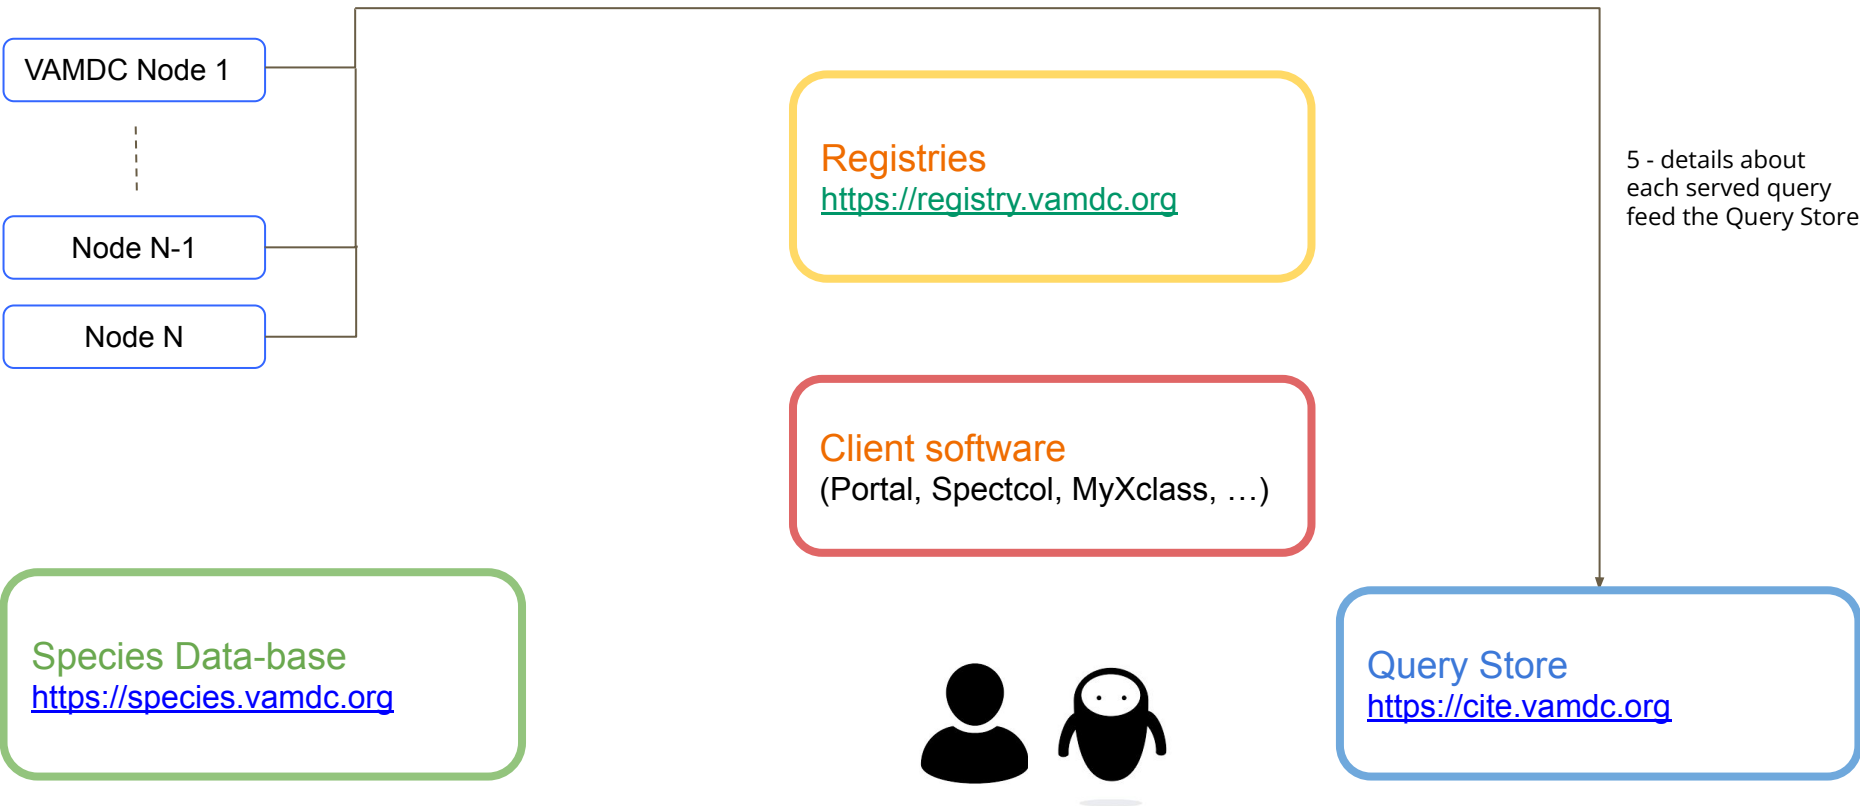 VAMDC Node 1
Node N-1
Node N
Registries
https://registry.vamdc.org
5 - details about
each served query
feed the Query Store
Client software
(Portal, Spectcol, MyXclass, …)
Species Data-base
https://species.vamdc.org
Query Store
https://cite.vamdc.org